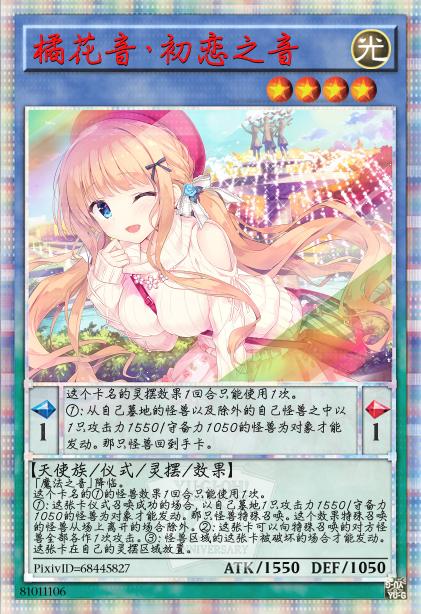 橘花音·初恋之音
光
这个卡名的灵摆效果1回合只能使用1次。
①：从自己墓地的怪兽以及除外的自己怪兽之中以
1只攻击力1550/守备力1050的怪兽为对象才能
发动。那只怪兽回到手卡。
1
1
【天使族/仪式/灵摆/效果】
「魔法之音」降临。
这个卡名的①的怪兽效果1回合只能使用1次。
①：这张卡仪式召唤成功的场合，以自己墓地1只攻击力1550/守备力
1050的怪兽为对象才能发动。那只怪兽特殊召唤。这个效果特殊召唤
的怪兽从场上离开的场合除外。②：这张卡可以向特殊召唤的对方怪
兽全部各作1次攻击。③：怪兽区域的这张卡被破坏的场合才能发动。
这张卡在自己的灵摆区域放置。
PixivID=68445827
ATK/1550 DEF/1050
81011106